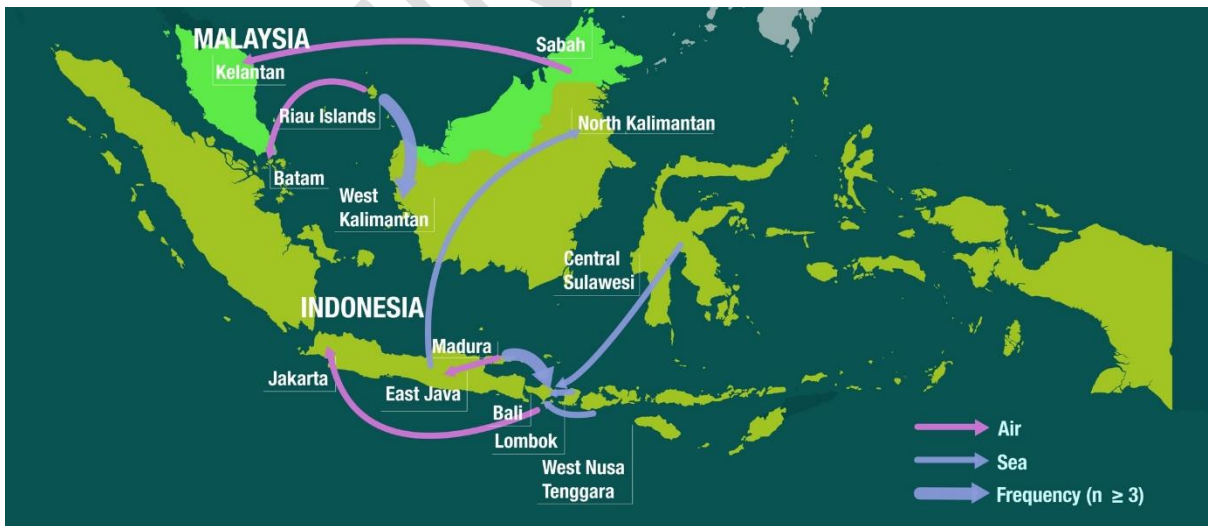 MALAYSIA
Kelantan
Sabah
Riau Islands
North Kalimantan
Batam
West
Kalimantan
Central
Sulawesi
INDONESIA
Madura
Jakarta
East Java
Bali
Lombok
West Nusa
Tenggara
Air
Sea
Frequency (n ≥ 3)